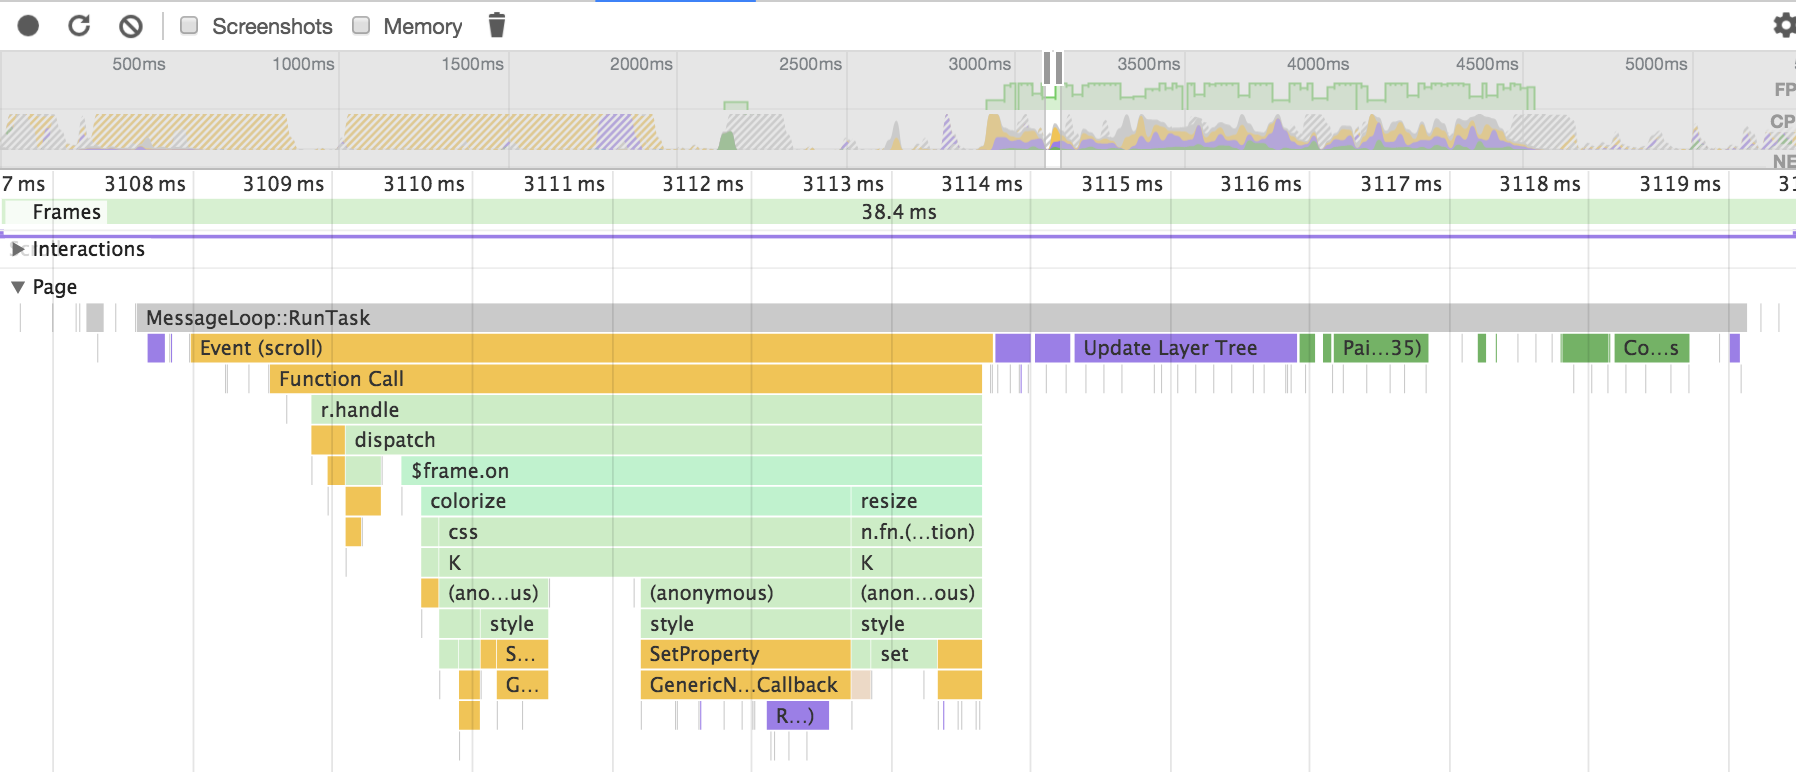 Screenshots Memory
500ms 1000ms 1500ms 2000ms 2500ms 3000ms 3500ms 4000ms 4500ms 5000ms
FP
CP
NE
7 ms 3108 ms 3109 ms 3110 ms 3111 ms 3112 ms 3113 ms 3114 ms 3115 ms 3116 ms 3117 ms 3118 ms 3119 ms 31
Frames 38.4 ms
Interactions
Page
MessageLoop::RunTask
Event (scroll) Update Layer Tree Pai...35) Co...s
Function Call
r.handle
dispatch
$frame.on
colorize resize
css n.fn.(...tion)
K K
(ano...us) (anonymous) (anon...ous)
style style style
S... SetProperty set
G... GenericN...Callback
R...)